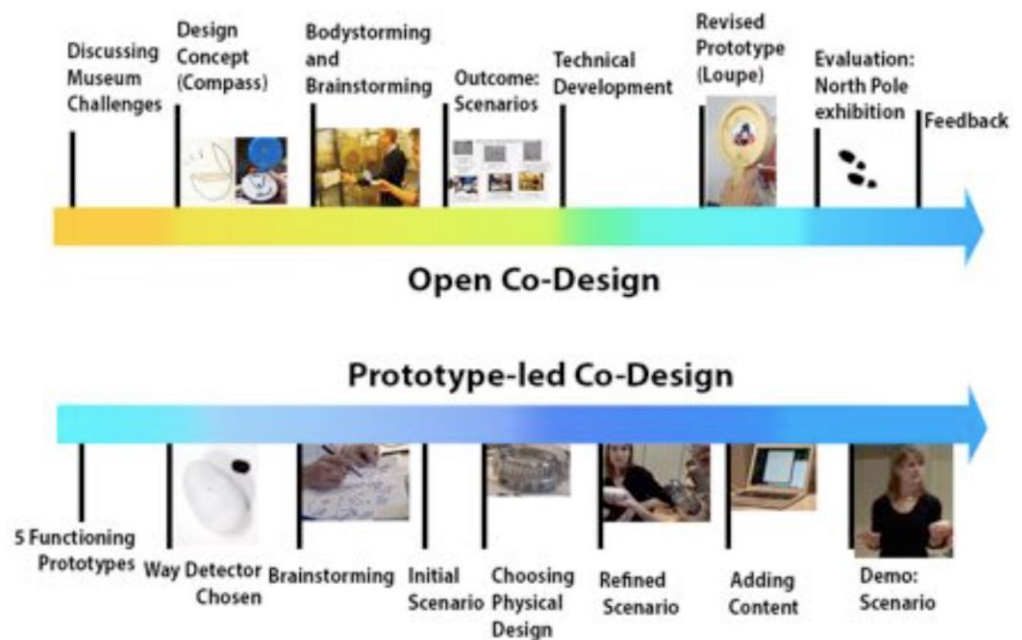 Discussing
Museum
Challenges
Design
Concept
(Compass)
Bodystorming
and
Brainstorming
Outcome:
Scenarios
Technical
Development
Revised
Prototype
(Loupe)
Evaluation:
North Pole
exhibition
Feedback
Open Co-Design
Prototype-led Co-Design
5 Functioning
Prototypes
Way Detector
Chosen
Brainstorming
Initial
Scenario
Choosing
Physical
Design
Refined
Scenario
Adding
Content
Demo:
Scenario